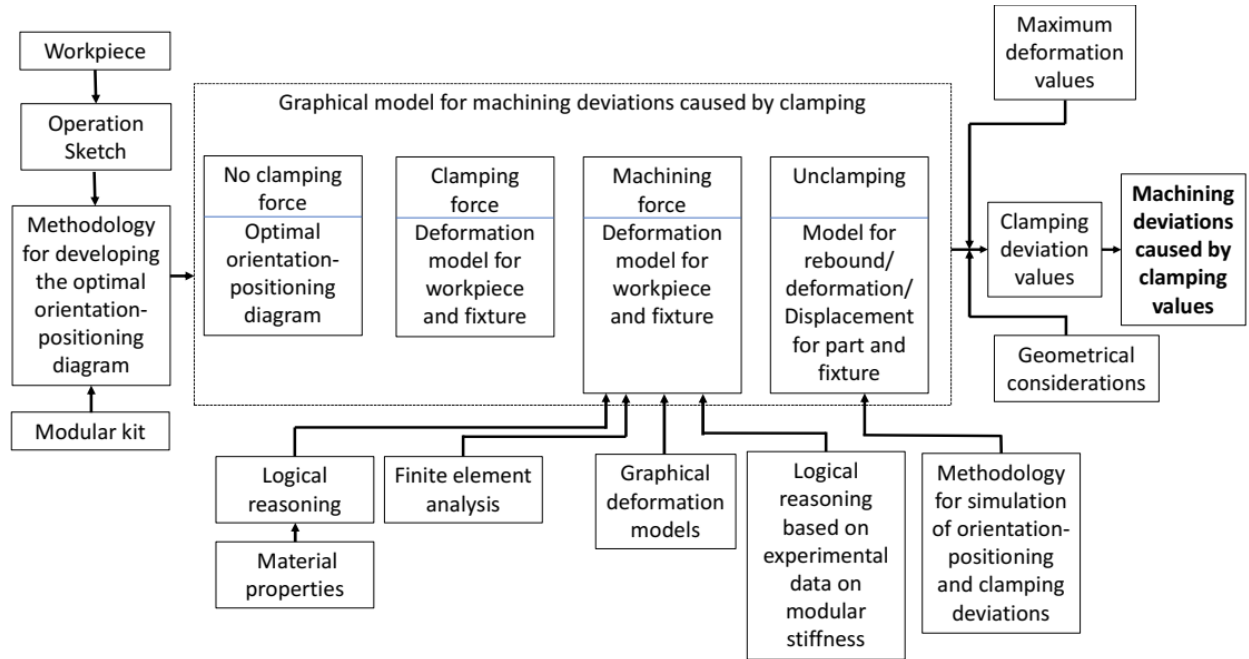 Workpiece
Operation
Sketch
Methodology
for developing
the optimal
orientation-
positioning
diagram
Modular kit
Graphical model for machining deviations caused by clamping
No clamping
force
Optimal
orientation-
positioning
diagram
Clamping
force
Deformation
model for
workpiece
and fixture
Machining
force
Deformation
model for
workpiece
and fixture
Unclamping
Model for
rebound/
deformation/
Displacement
for part and
fixture
Maximum
deformation
values
Clamping
deviation
values
Machining
deviations
caused by
clamping
values
Geometrical
considerations
Logical
reasoning
Material
properties
Finite element
analysis
Graphical
deformation
models
Logical
reasoning
based on
experimental
data on
modular
stiffness
Methodology
for simulation
of orientation-
positioning
and clamping
deviations